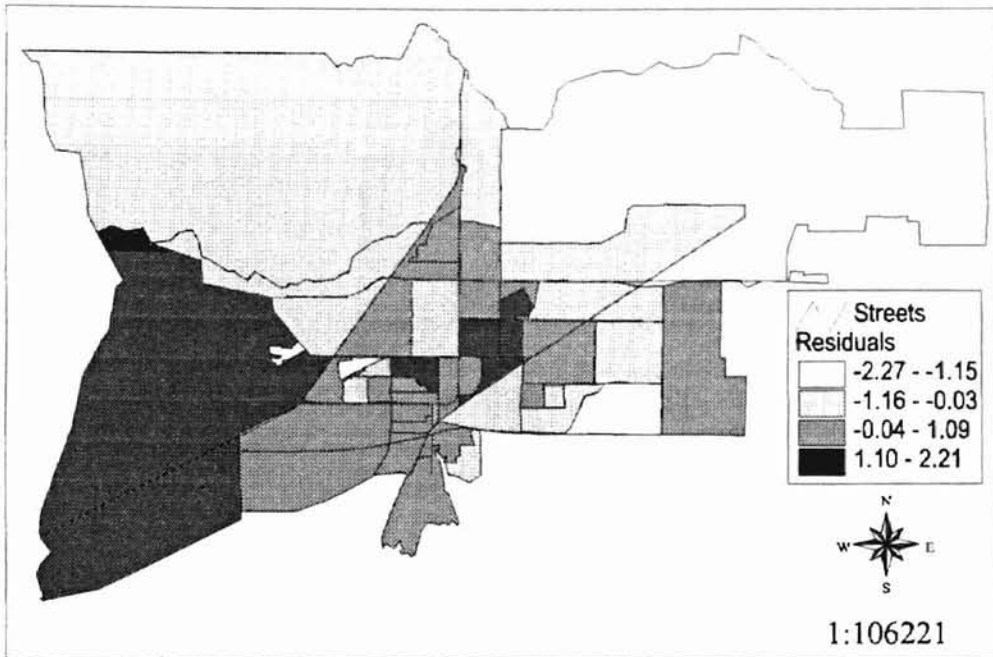 Streets
Residuals
-2.27 - -1.15
-1.16 - -0.03
-0.04 - 1.09
1.10 - 2.21
N
W E
S
1:106221